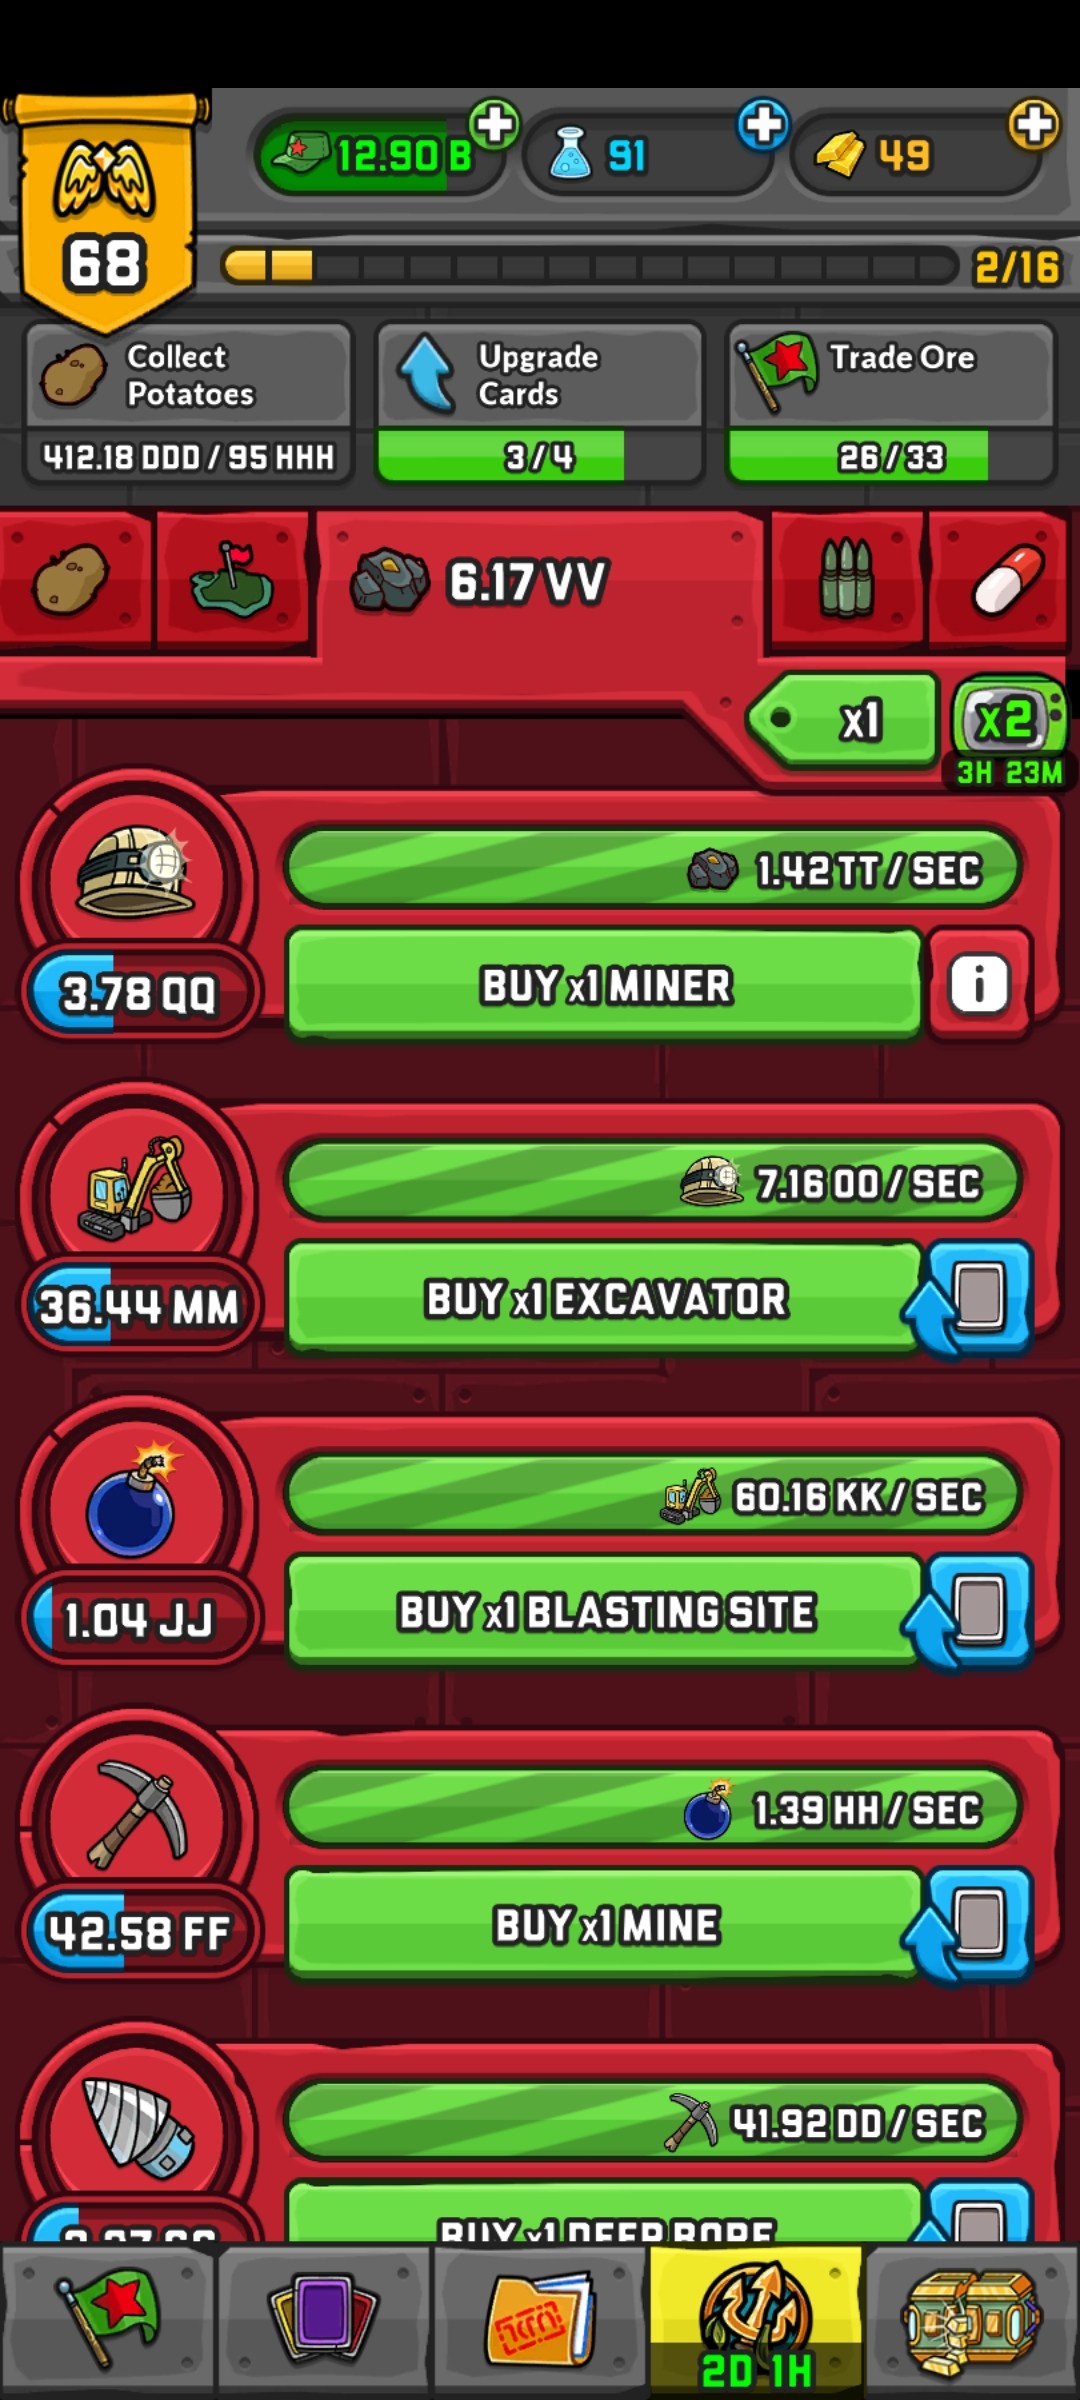 12.90 B
91
49
68
2/16
Collect
Potatoes
Upgrade
Cards
Trade Ore
412.18 DDD / 95 HHH
3/4
26/33
6.17 VV
x1
x2
3H 23M
1.42 TT / SEC
3.78 QQ
BUY x1 MINER
i
7.16 OO / SEC
36.44 MM
BUY x1 EXCAVATOR
60.16 KK / SEC
1.04 JJ
BUY x1 BLASTING SITE
1.39 HH / SEC
42.58 FF
BUY x1 MINE
41.92 DD / SEC
BUY x1 DEEP BORE
2D 1H